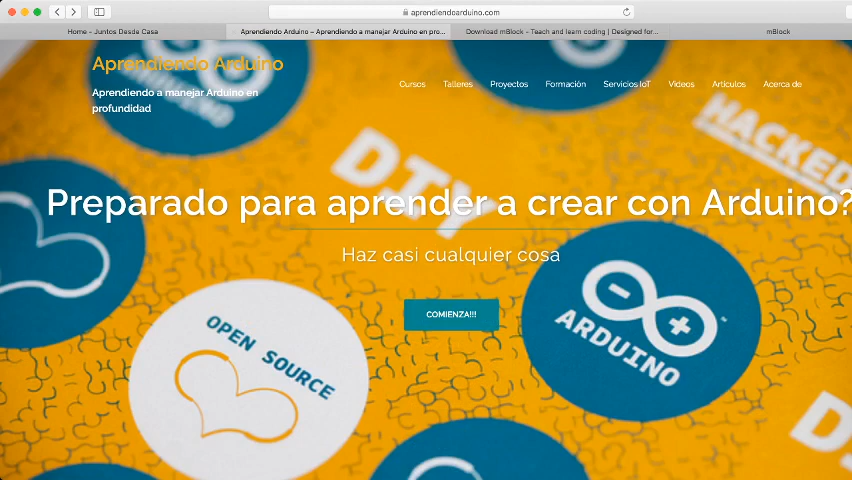 aprendiendoarduino.com
Home - Juntos Desde Casa
Aprendiendo Arduino – Aprendiendo a manejar Arduino en pro...
Download mBlock - Teach and learn coding | Designed for...
mBlock
Aprendiendo Arduino
Aprendiendo a manejar Arduino en
profundidad
Cursos Talleres Proyectos Formación Servicios IoT Videos Artículos Acerca de
HACKED
DIY
Preparado para aprender a crear con Arduino?
Haz casi cualquier cosa
COMIENZA!!!
OPEN SOURCE
ARDUINO